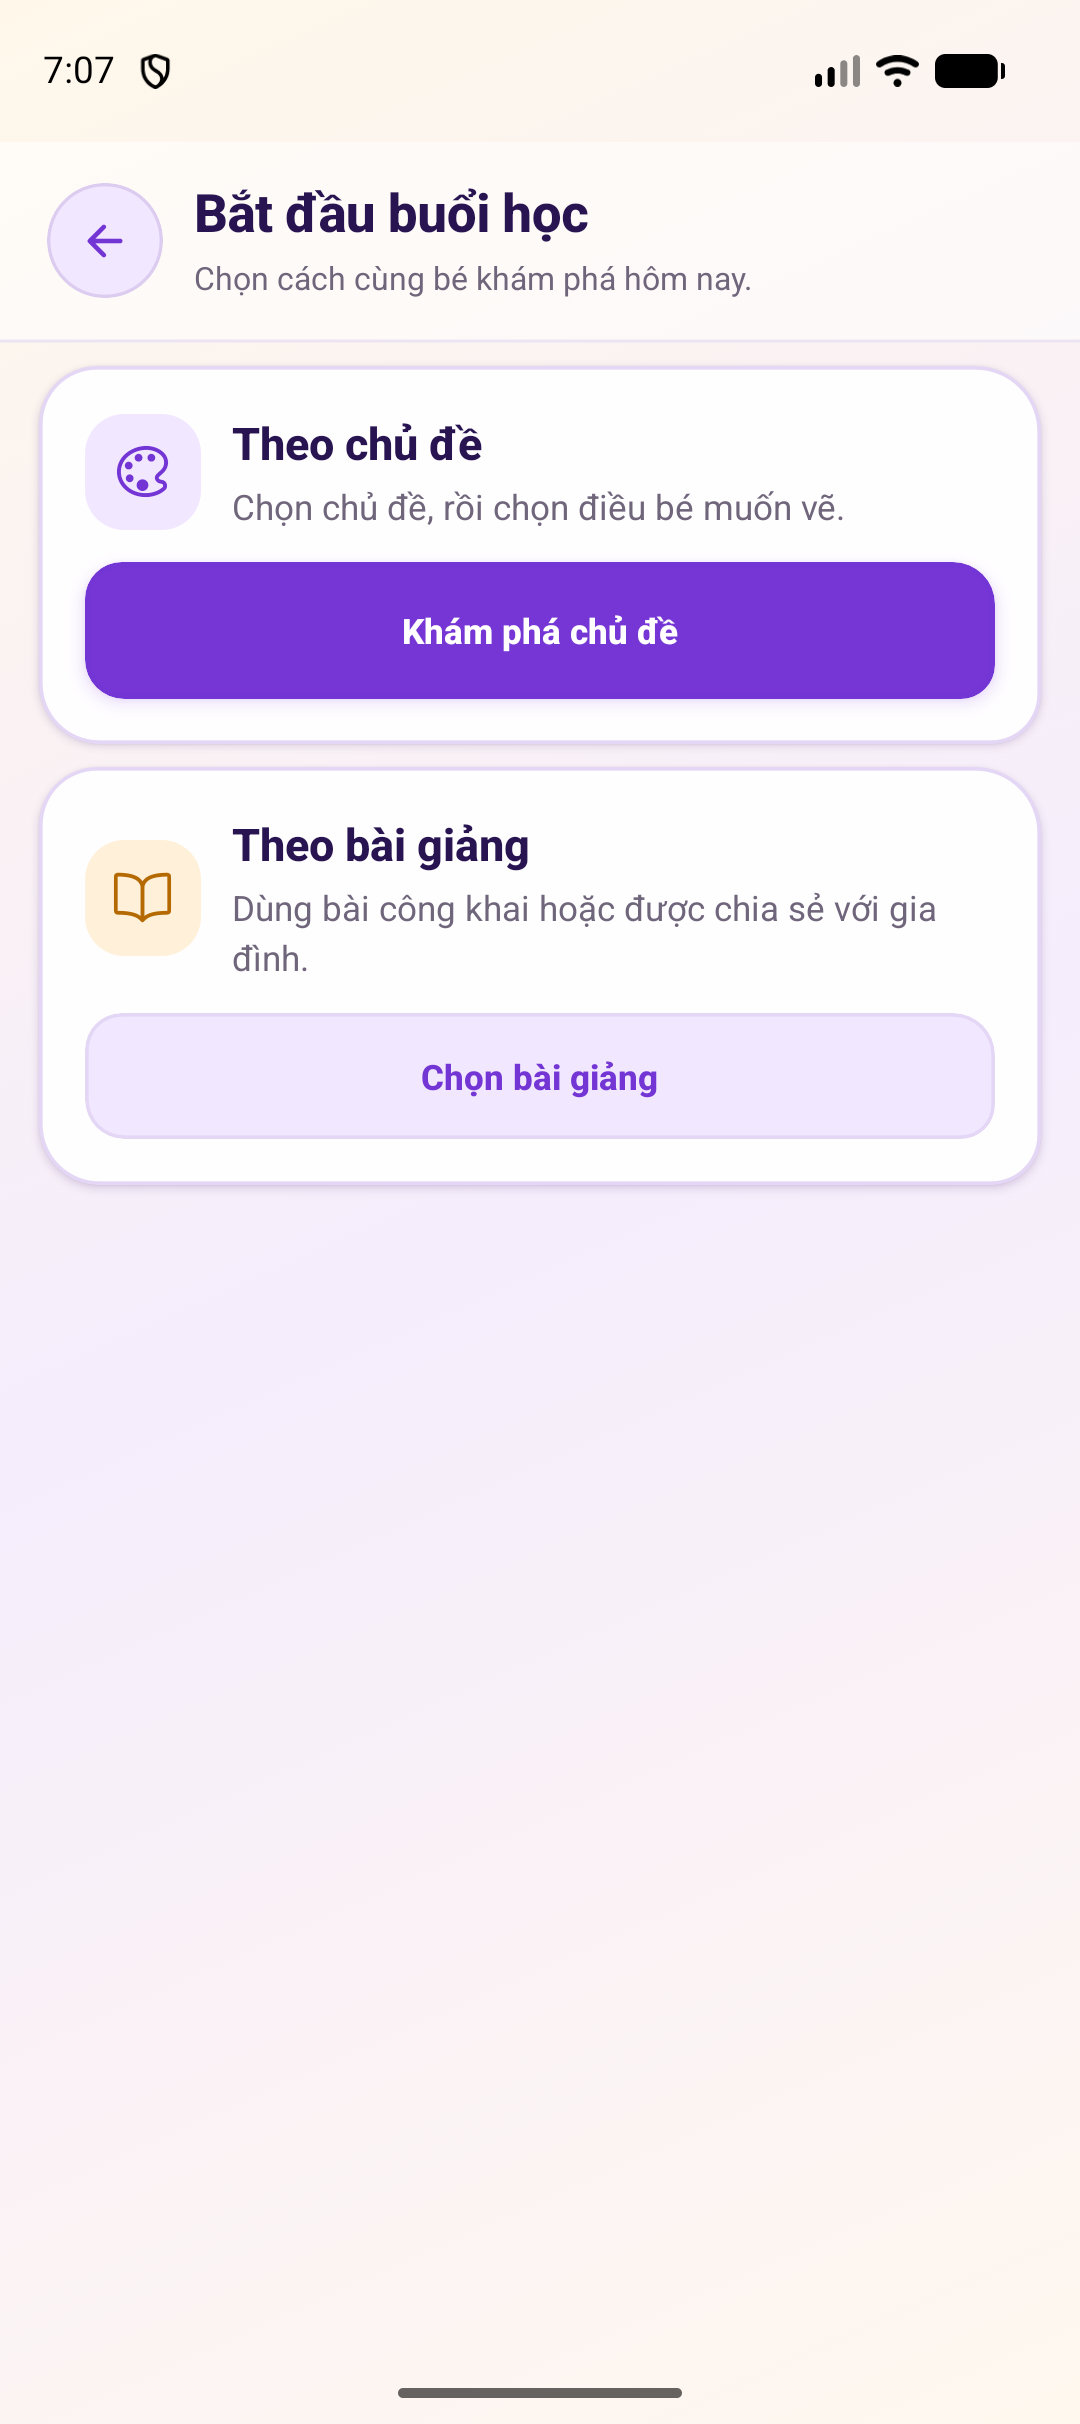 7:07
Bắt đầu buổi học
Chọn cách cùng bé khám phá hôm nay.
Theo chủ đề
Chọn chủ đề, rồi chọn điều bé muốn vẽ.
Khám phá chủ đề
Theo bài giảng
Dùng bài công khai hoặc được chia sẻ với gia
đình.
Chọn bài giảng